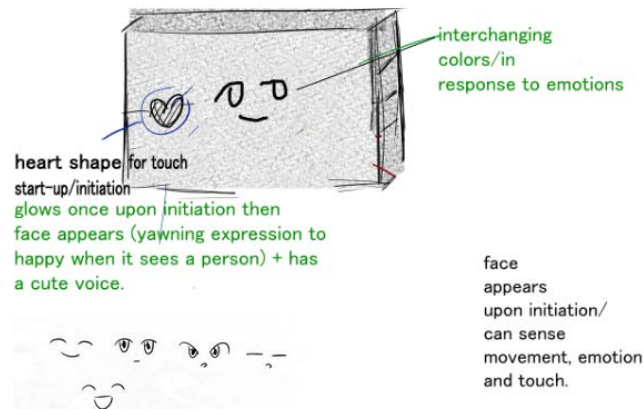 interchanging
colors/in
response to emotions
heart shape for touch
start-up/initiation
glows once upon initiation then
face appears (yawning expression to
happy when it sees a person) + has
a cute voice.
face
appears
upon initiation/
can sense
movement, emotion
and touch.